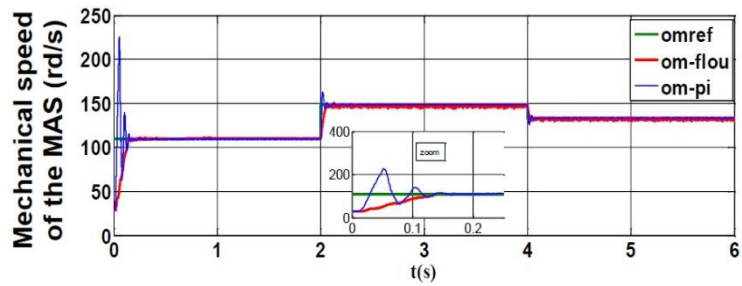 Mechanical speed
of the MAS (rd/s)
250
200
150
100
50
0
omref
om-flou
om-pi
zoom
400
200
0
0
0.1
0.2
0
1
2
3
4
5
6
t(s)